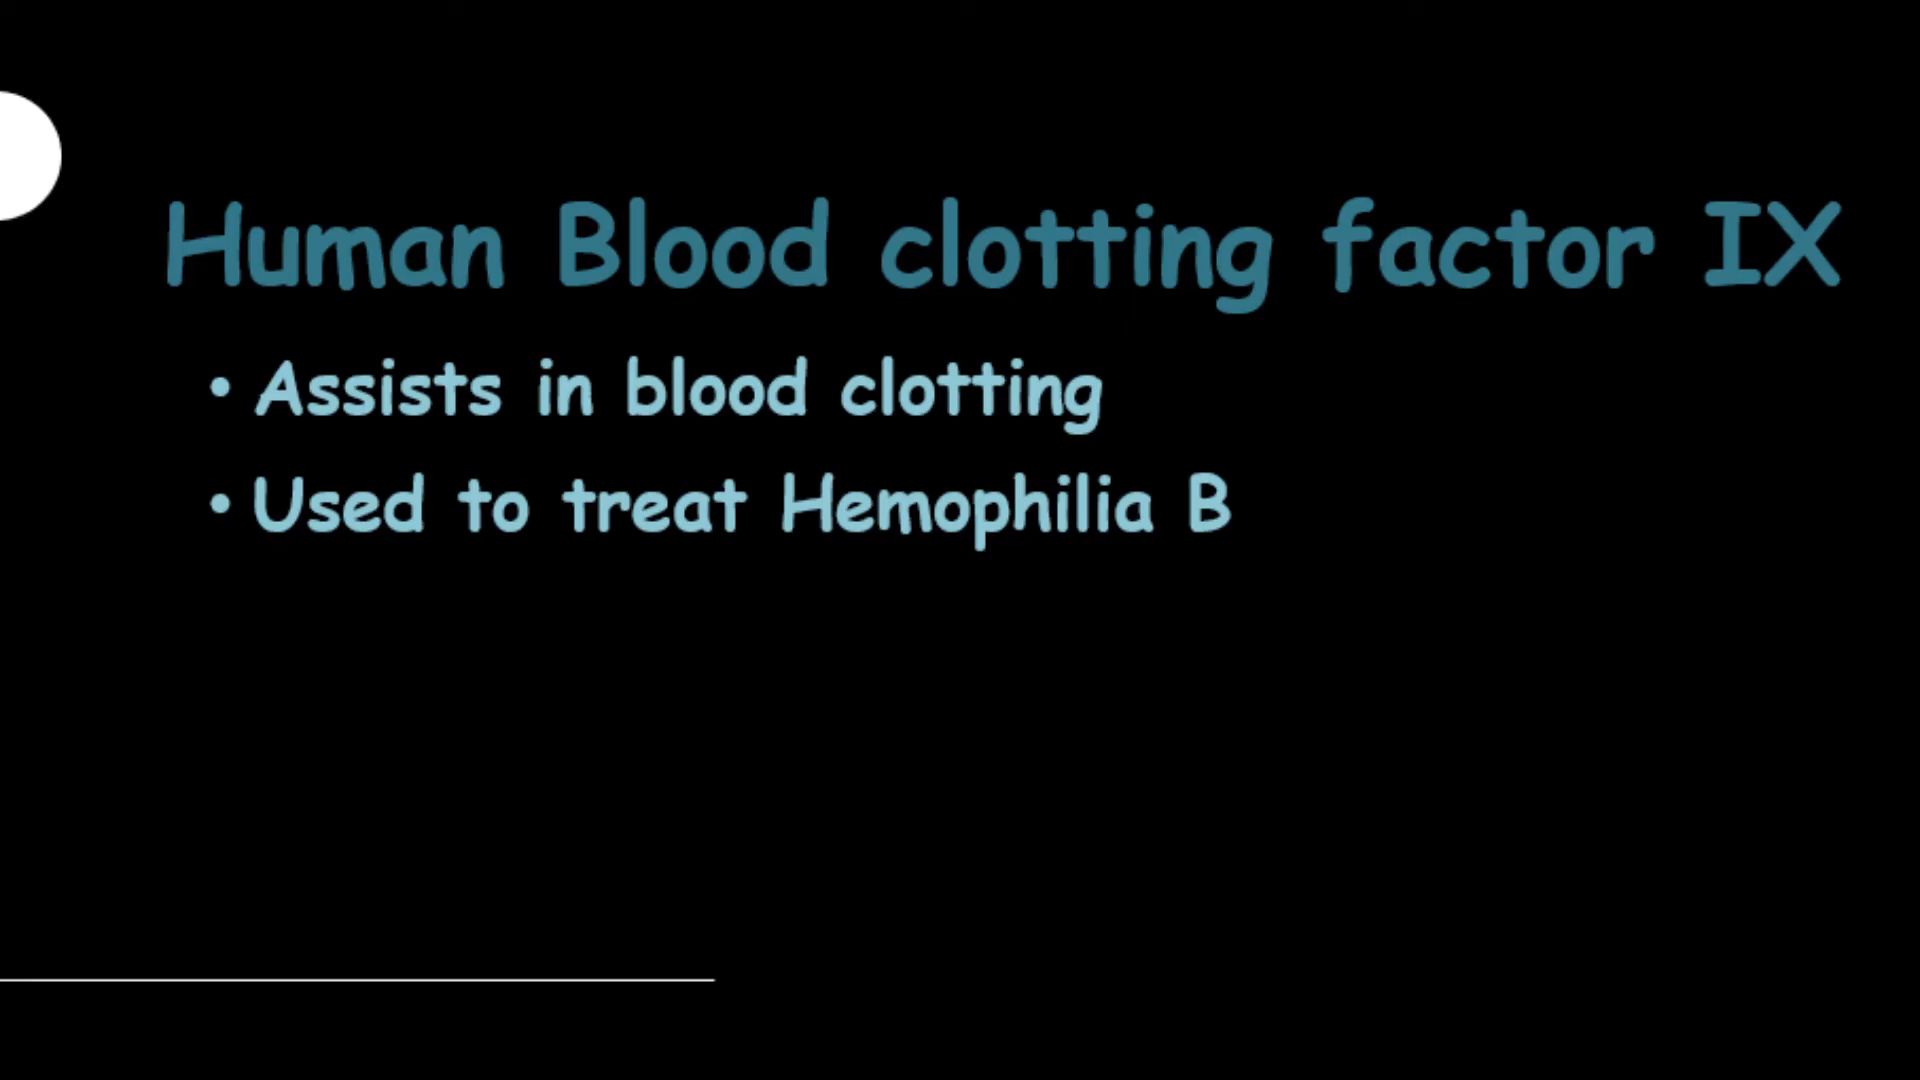 Human Blood clotting factor IX
• Assists in blood clotting
• Used to treat Hemophilia B